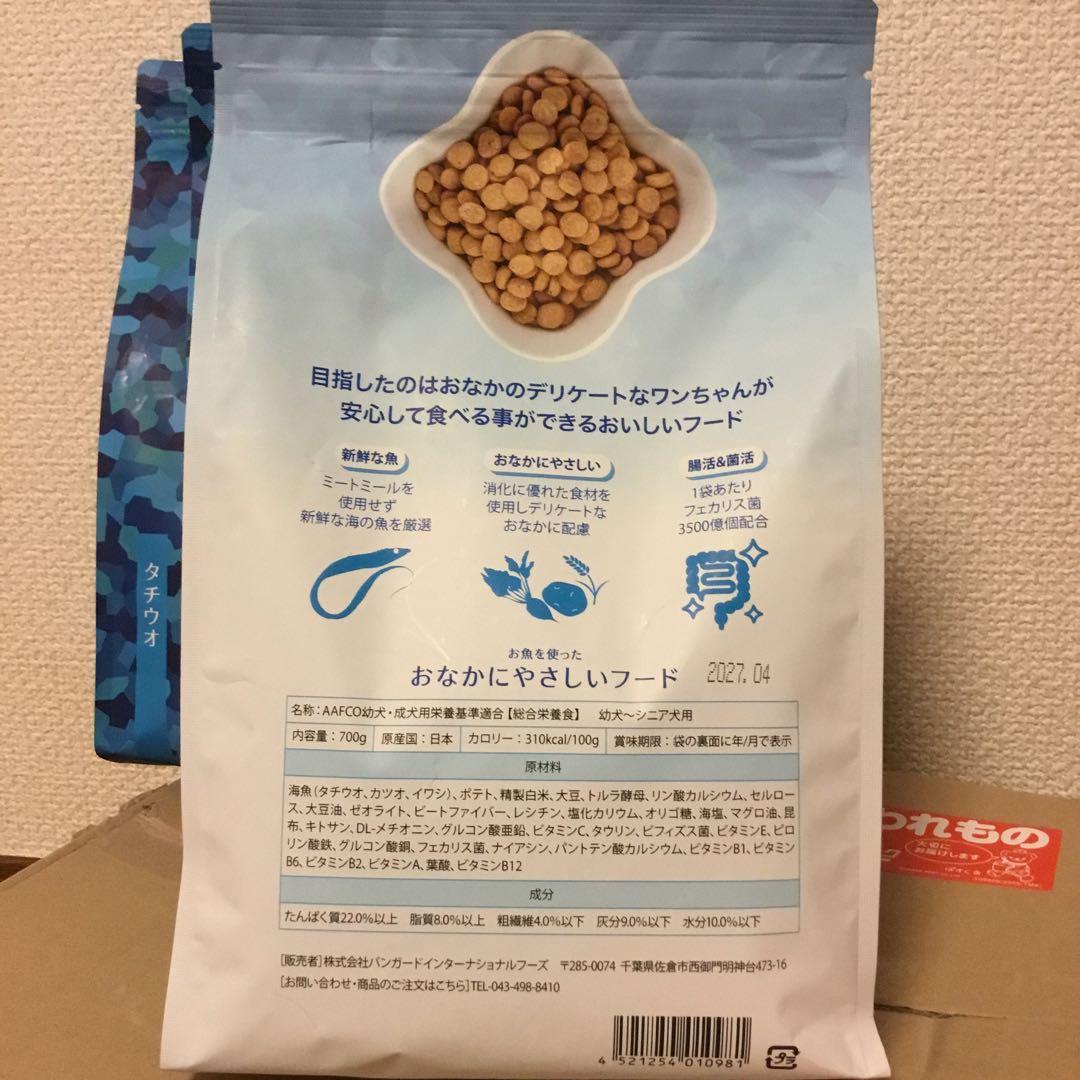 目指したのはおなかのデリケートなワンちゃんが
安心して食べる事ができるおいしいフード
新鮮な魚
ミートミールを
使用せず
新鮮な海の魚を厳選
おなかにやさしい
消化に優れた食材を
使用しデリケートな
おなかに配慮
腸活&菌活
1袋あたり
フェカリス菌
3500億個配合
タチウオ
お魚を使った
おなかにやさしいフード
2027.04
名称：AAFCO幼犬・成犬用栄養基準適合【総合栄養食】 幼犬～シニア犬用
内容量：700g 原産国：日本 カロリー：310kcal/100g 賞味期限：袋の裏面に年/月で表示
原材料
海魚（タチウオ、カツオ、イワシ）、ポテト、精製白米、大豆、トルラ酵母、リン酸カルシウム、セルロー
ス、大豆油、ゼオライト、ビートファイバー、レシチン、塩化カリウム、オリゴ糖、海塩、マグロ油、昆
布、キトサン、DL-メチオニン、グルコン酸亜鉛、ビタミンC、タウリン、ビフィズス菌、ビタミンE、ピロ
リン酸鉄、グルコン酸銅、フェカリス菌、ナイアシン、パントテン酸カルシウム、ビタミンB1、ビタミン
B6、ビタミンB2、ビタミンA、葉酸、ビタミンB12
成分
たんぱく質22.0%以上 脂質8.0%以上 粗繊維4.0%以下 灰分9.0%以下 水分10.0%以下
[販売者]株式会社バンガードインターナショナルフーズ 〒285-0074 千葉県佐倉市西御門明神台473-16
[お問い合わせ・商品のご注文はこちら]TEL-043-498-8410
4 521254 010981
プラ
われもの
大切に
お届けします